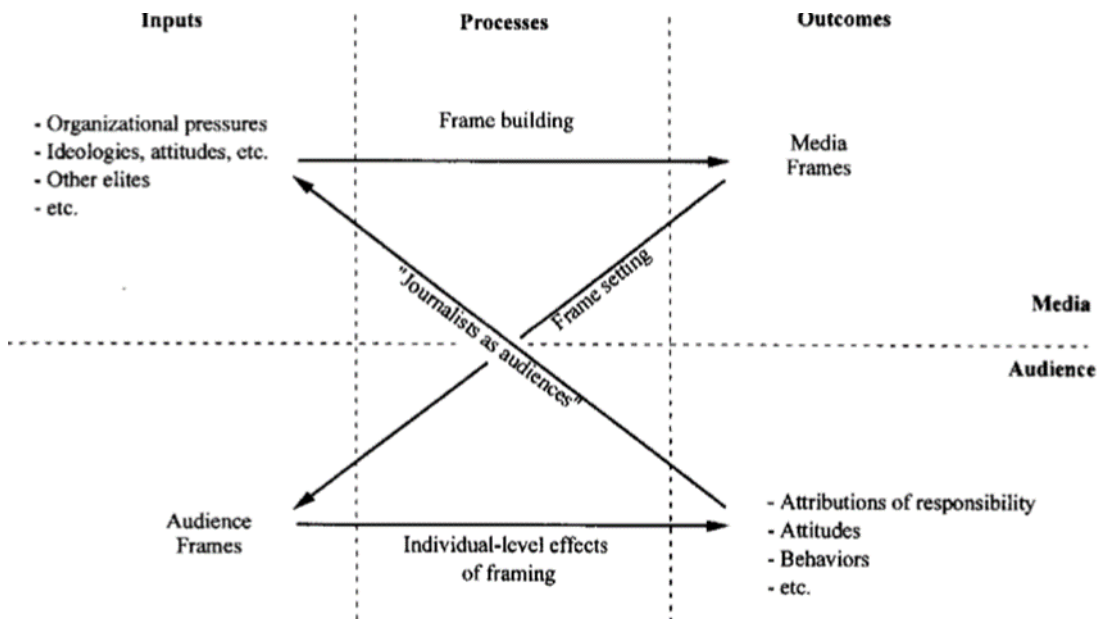 Inputs
Processes
Outcomes
- Organizational pressures
- Ideologies, attitudes, etc.
- Other elites
- etc.
Frame building
Media
Frames
"Journalists as audiences"
Frame setting
Media
Audience
Audience
Frames
Individual-level effects
of framing
- Attributions of responsibility
- Attitudes
- Behaviors
- etc.